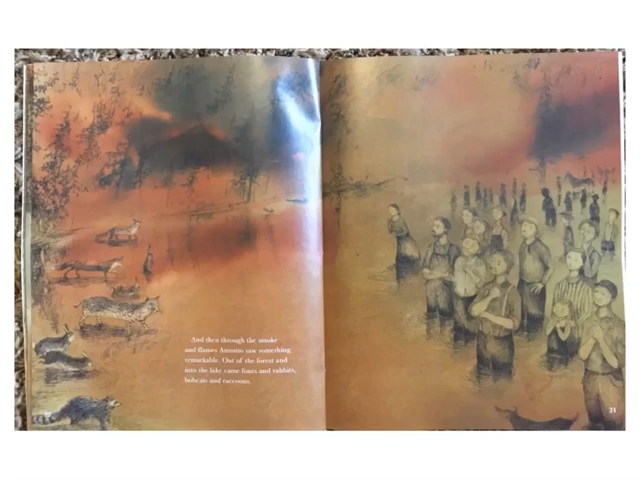 And then through the smoke
and flames Antonio saw something
remarkable. Out of the forest and
into the lake came foxes and rabbits,
bobcats and raccoons.
21